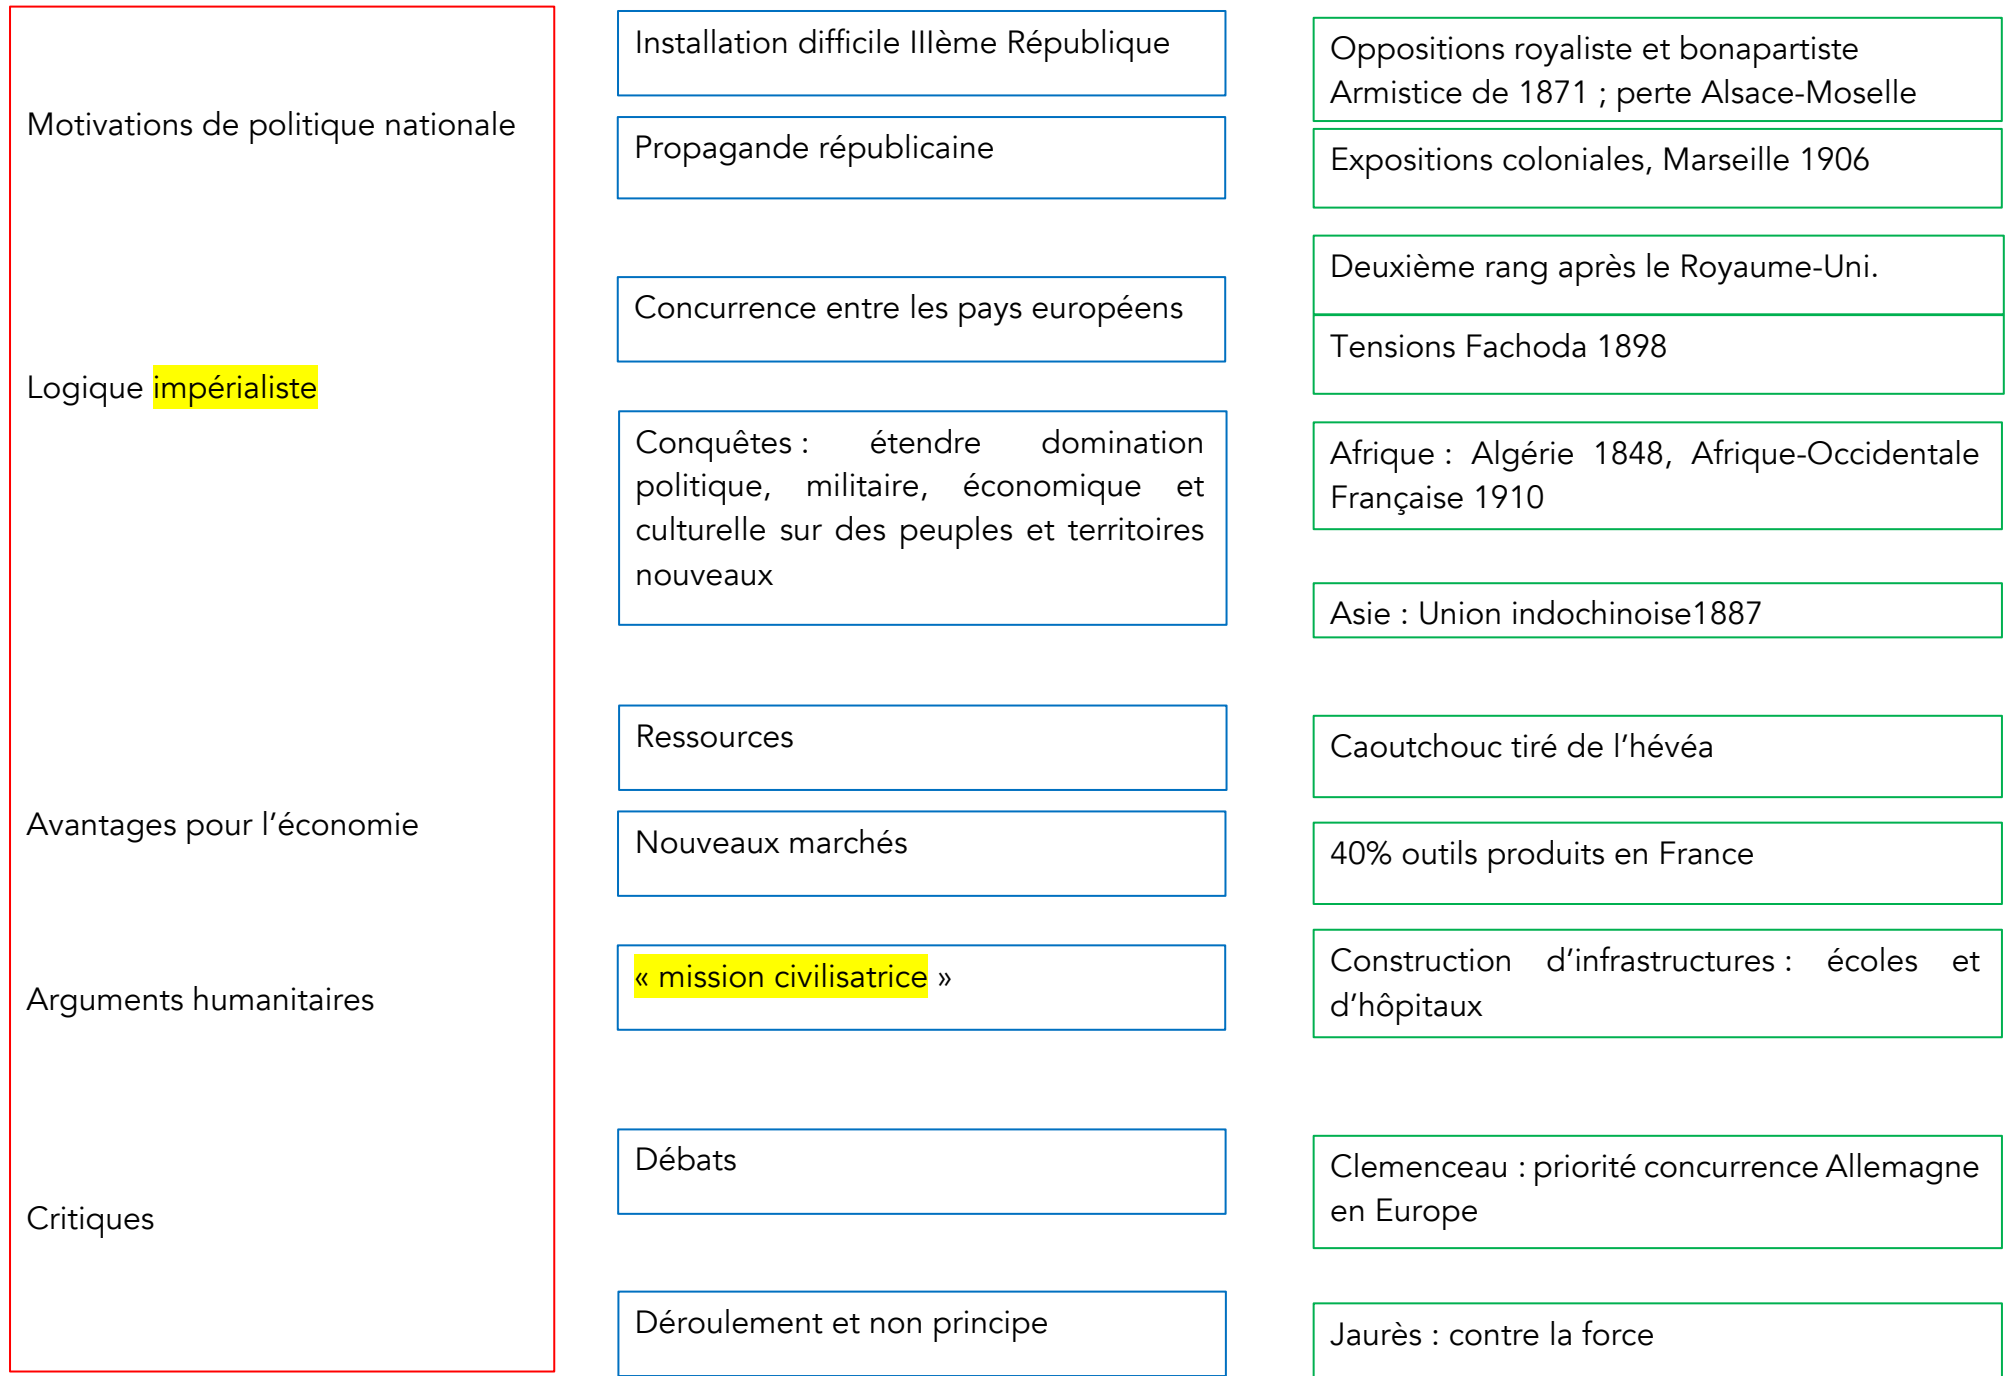 Motivations de politique nationale
Installation difficile IIIème République
Propagande républicaine
Oppositions royaliste et bonapartiste
Armistice de 1871 ; perte Alsace-Moselle
Expositions coloniales, Marseille 1906
Logique impérialiste
Concurrence entre les pays européens
Deuxième rang après le Royaume-Uni.
Tensions Fachoda 1898
Conquêtes : étendre domination
politique, militaire, économique et
culturelle sur des peuples et territoires
nouveaux
Afrique : Algérie 1848, Afrique-Occidentale
Française 1910
Asie : Union indochinoise1887
Avantages pour l’économie
Ressources
Caoutchouc tiré de l’hévéa
Nouveaux marchés
40% outils produits en France
Arguments humanitaires
« mission civilisatrice »
Construction d’infrastructures : écoles et
d’hôpitaux
Critiques
Débats
Clemenceau : priorité concurrence Allemagne
en Europe
Déroulement et non principe
Jaurès : contre la force